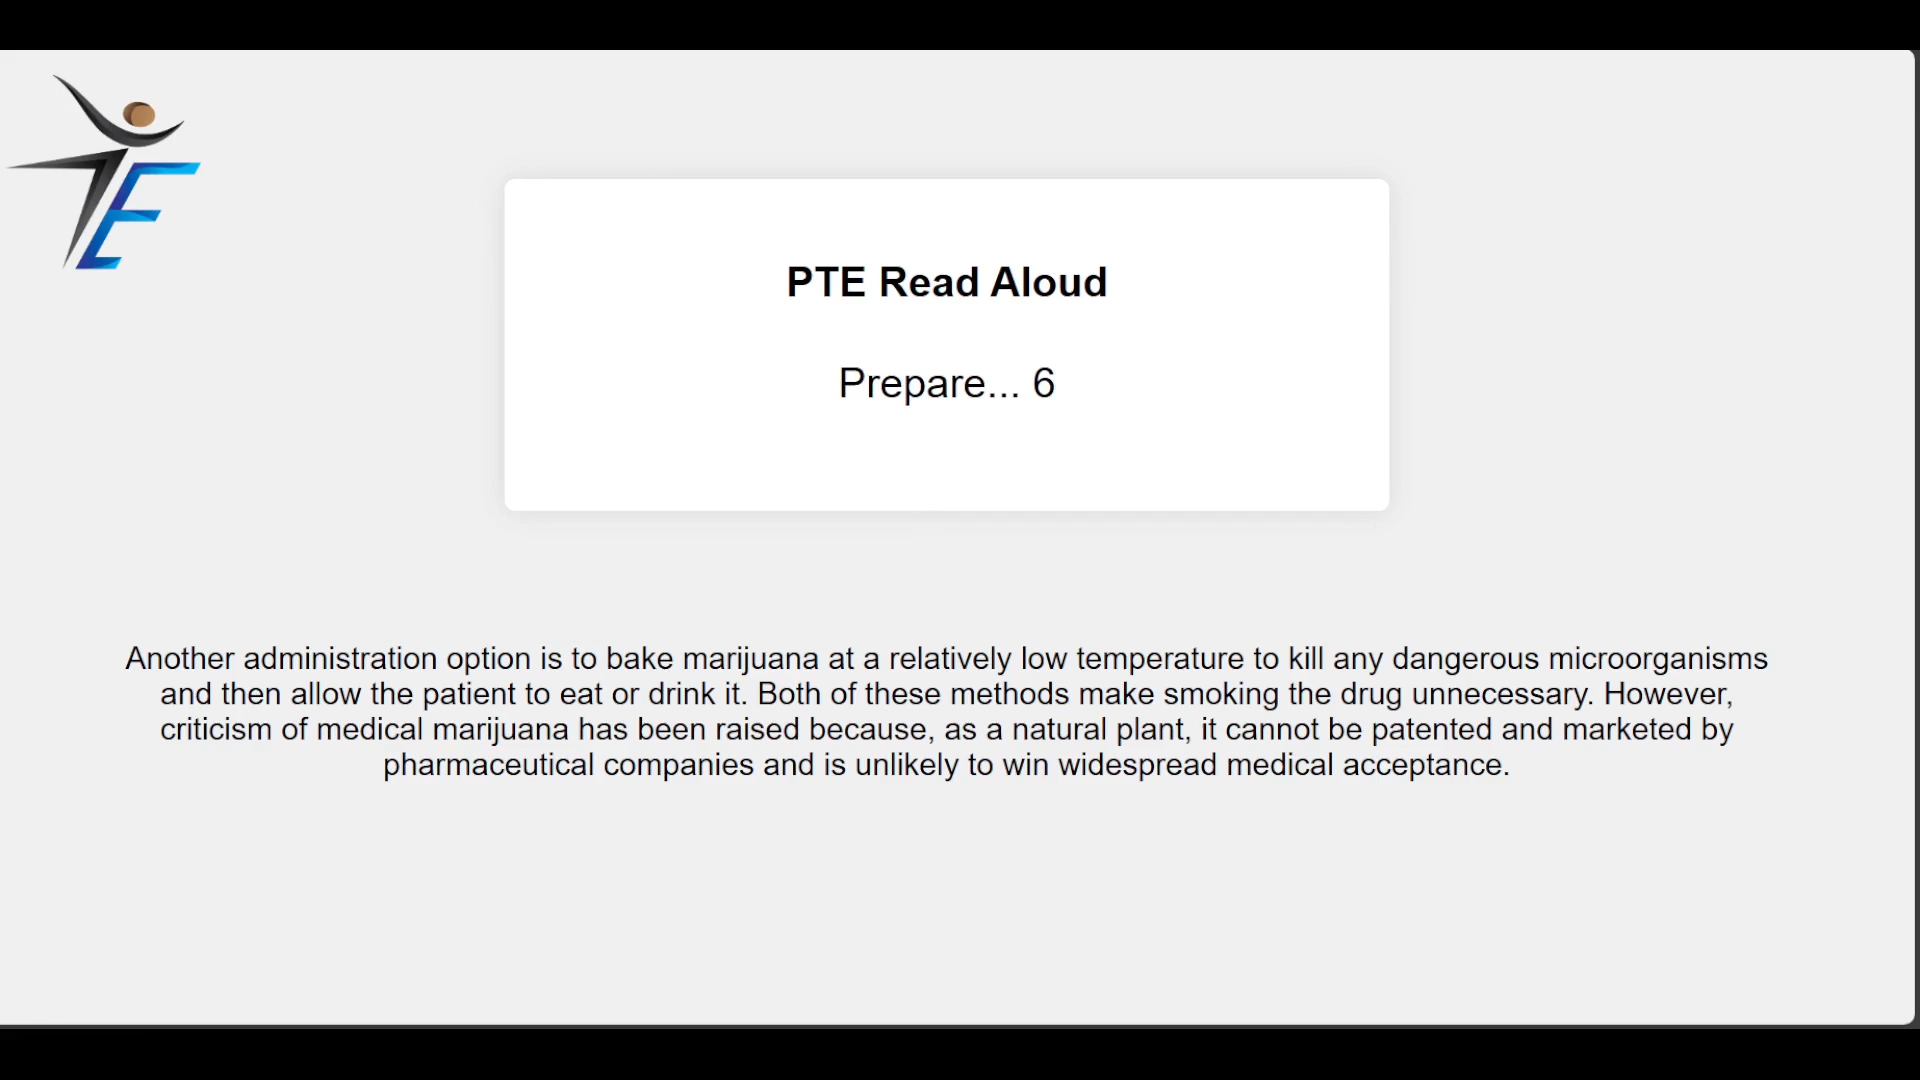 PTE Read Aloud
Prepare... 6
Another administration option is to bake marijuana at a relatively low temperature to kill any dangerous microorganisms
and then allow the patient to eat or drink it. Both of these methods make smoking the drug unnecessary. However,
criticism of medical marijuana has been raised because, as a natural plant, it cannot be patented and marketed by
pharmaceutical companies and is unlikely to win widespread medical acceptance.